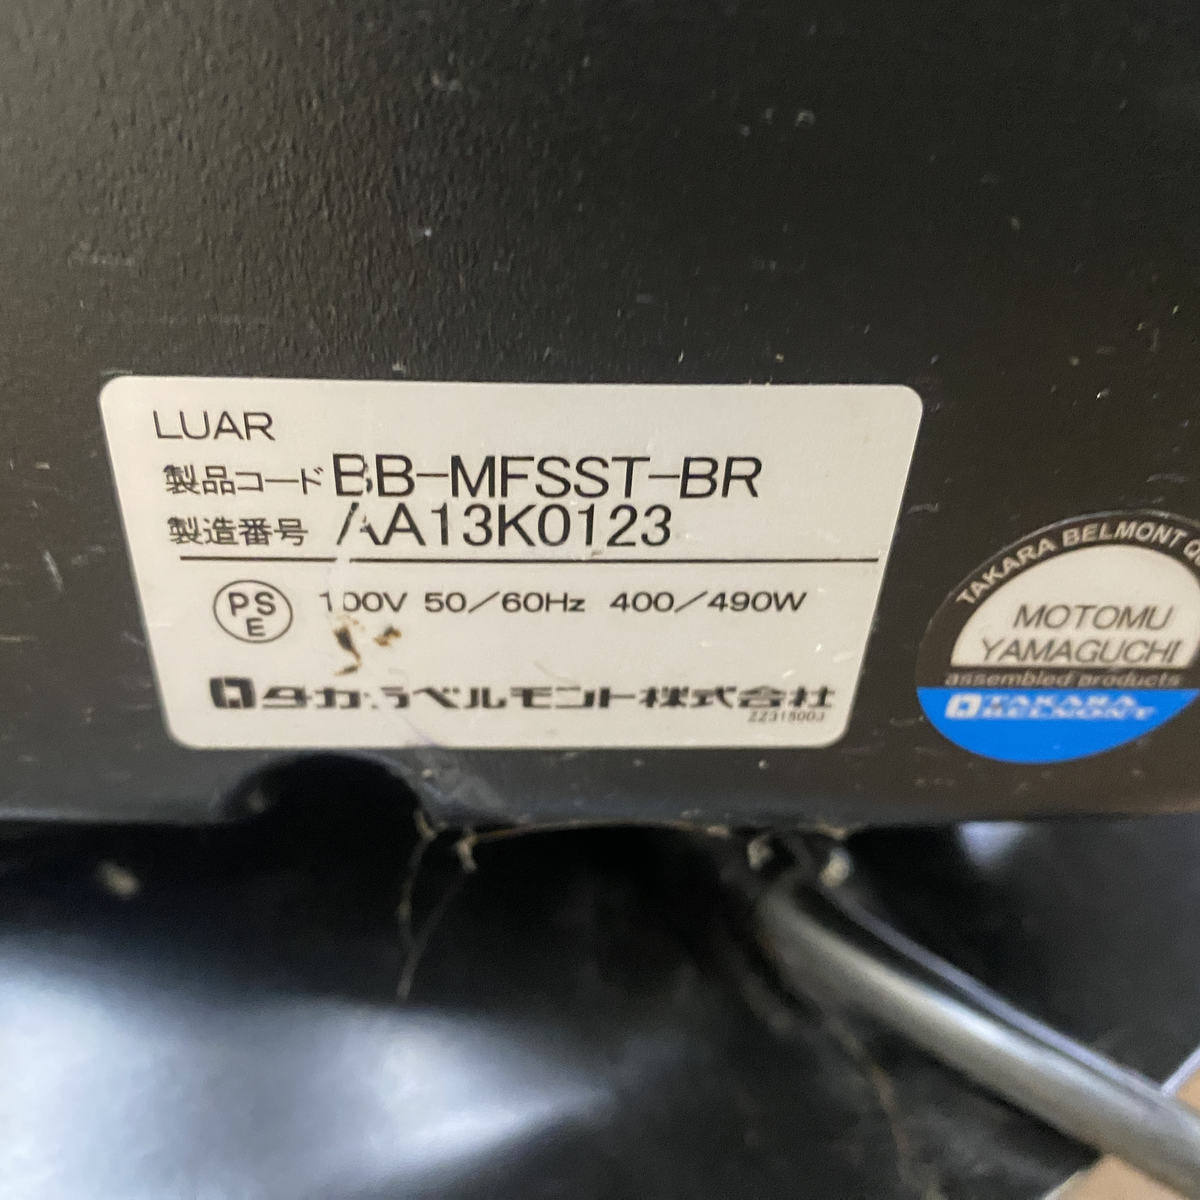 LUAR
製品コード BB-MFSST-BR
製造番号 AA13K0123
PSE 100V 50/60Hz 400/490W
タカラベルモント株式会社
TAKARA BELMONT
MOTOMU
YAMAGUCHI
assembled products
TAKARA
BELMONT